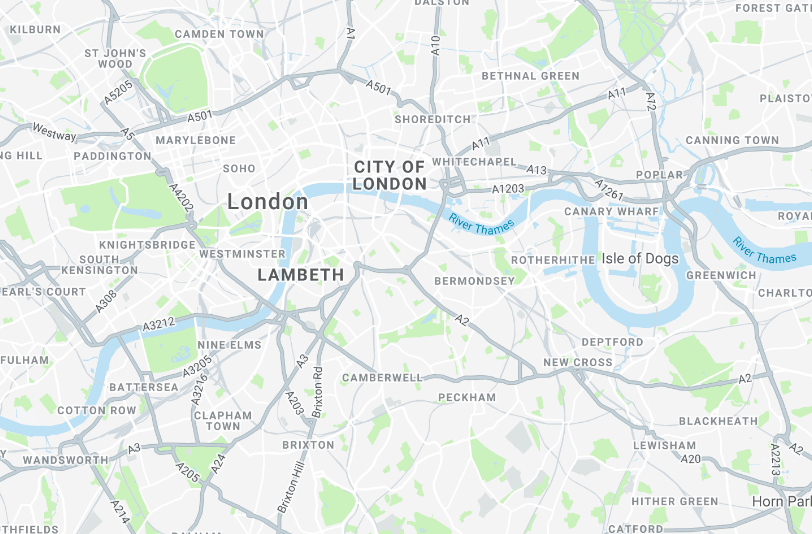 DALSTON
FOREST GATE
KILBURN
CAMDEN TOWN
A1
A10
ST JOHN'S
WOOD
BETHNAL GREEN
A5205
A501
A11
A12
PLAISTO
A501
SHOREDITCH
Westway
A5
MARYLEBONE
A11
CANNING TOWN
NG HILL
PADDINGTON
SOHO
CITY OF
LONDON
WHITECHAPEL
A13
POPLAR
A4202
A1203
A1261
London
CANARY WHARF
ROYAL
River Thames
KNIGHTSBRIDGE
WESTMINSTER
River Thames
SOUTH
KENSINGTON
LAMBETH
ROTHERHITHE
Isle of Dogs
GREENWICH
BERMONDSEY
EARL'S COURT
A308
CHARLTO
A3212
A2
NINE ELMS
DEPTFORD
FULHAM
A3205
A3
NEW CROSS
BATTERSEA
A3216
Brixton Rd
CAMBERWELL
A2
COTTON ROW
A203
PECKHAM
CLAPHAM
TOWN
BLACKHEATH
BRIXTON
LEWISHAM
A3
A2
WANDSWORTH
A24
A20
A2213
A205
Brixton Hill
HITHER GREEN
Horn Park
A214
THFIELDS
CATFORD